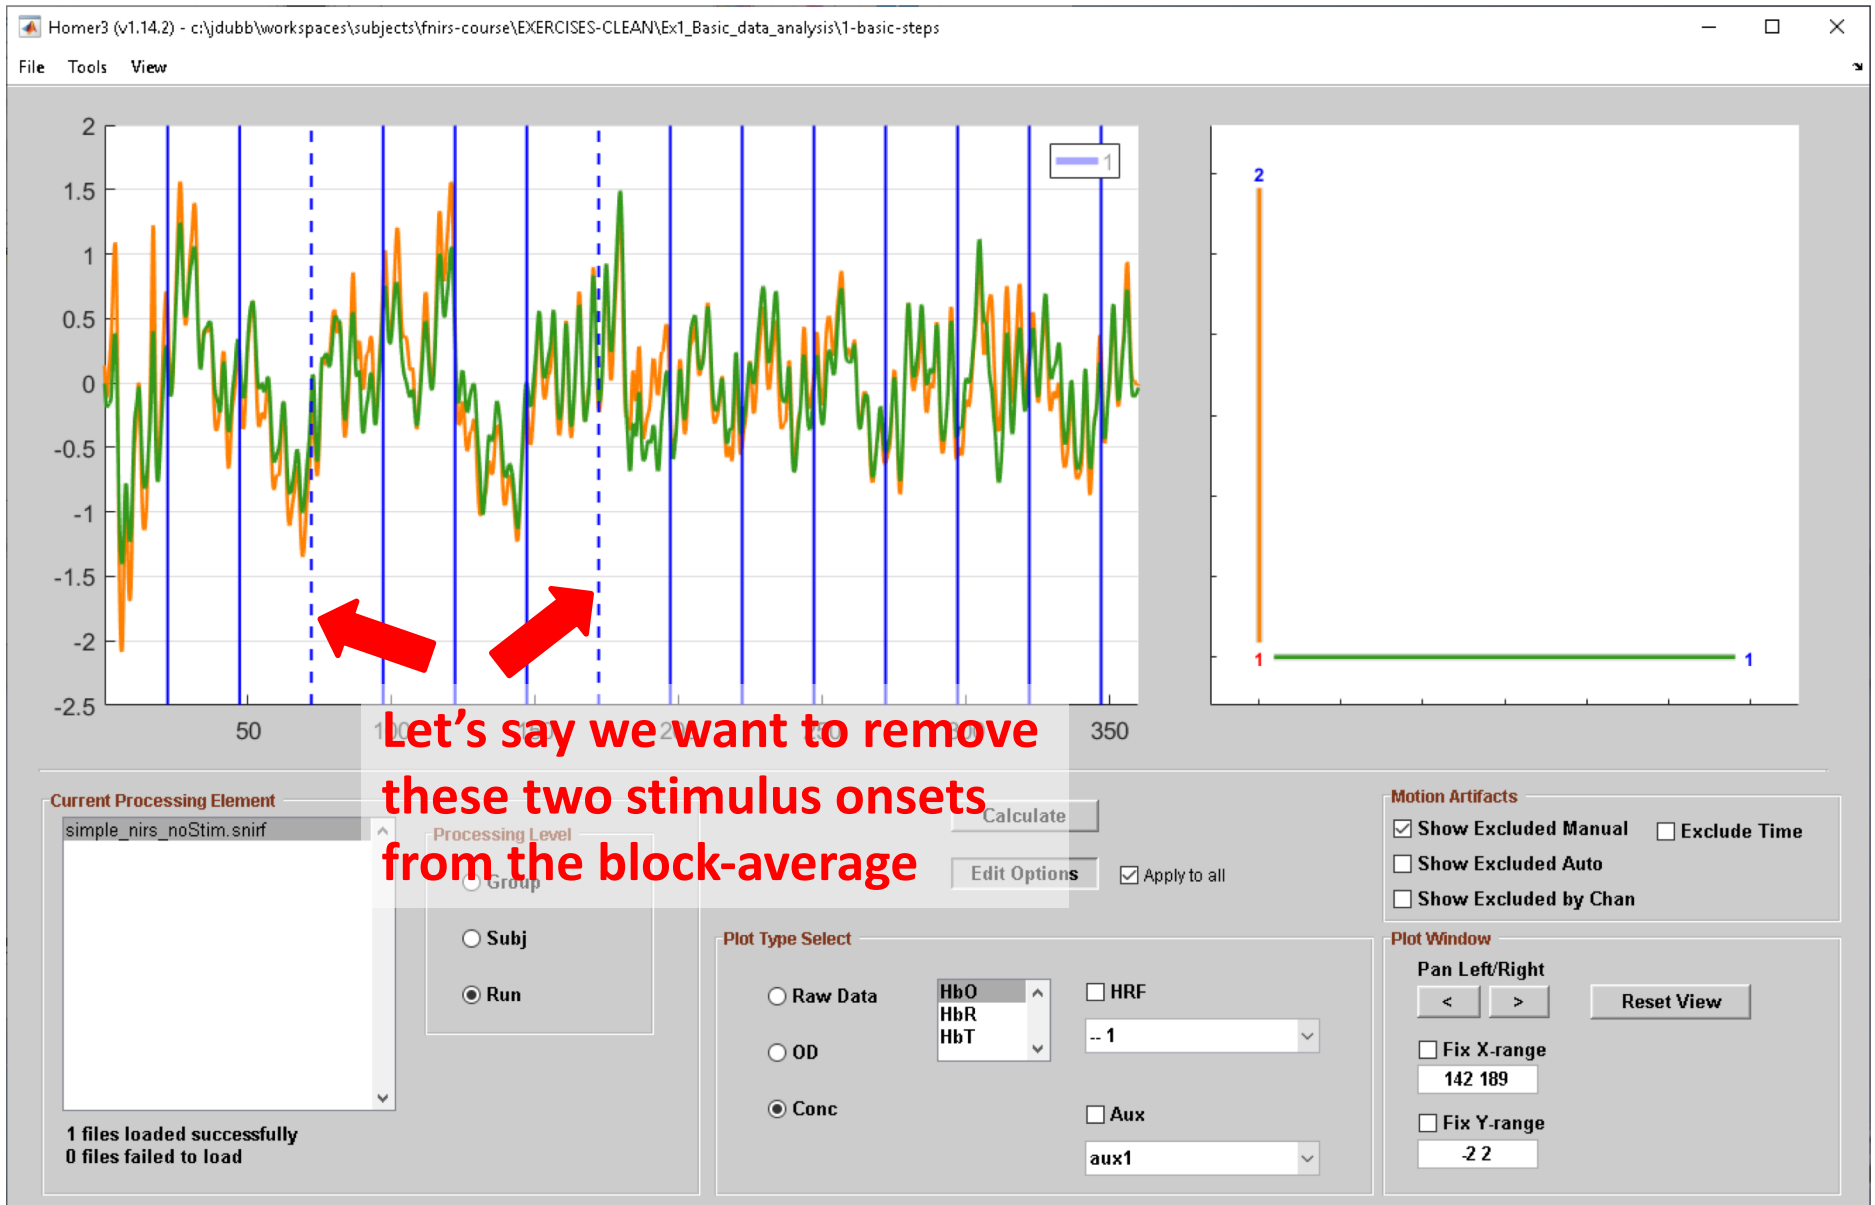 Homer3 (v1.14.2) - c:\jdubb\workspaces\subjects\fnirs-course\EXERCISES-CLEAN\Ex1_Basic_data_analysis\1-basic-steps
File Tools View
2
1.5
1
0.5
0
-0.5
-1
-1.5
-2
-2.5
50 100 150 200 250 300 350
1
2
1
1
Let's say we want to remove
these two stimulus onsets
from the block-average
Current Processing Element
simple_nirs_noStim.snirf
1 files loaded successfully
0 files failed to load
Processing Level
Group
Subj
Run
Calculate
Edit Options
Apply to all
Plot Type Select
Raw Data
OD
Conc
HbO
HbR
HbT
HRF
-- 1
Aux
aux1
Motion Artifacts
Show Excluded Manual
Exclude Time
Show Excluded Auto
Show Excluded by Chan
Plot Window
Pan Left/Right
< >
Reset View
Fix X-range
142 189
Fix Y-range
-2 2